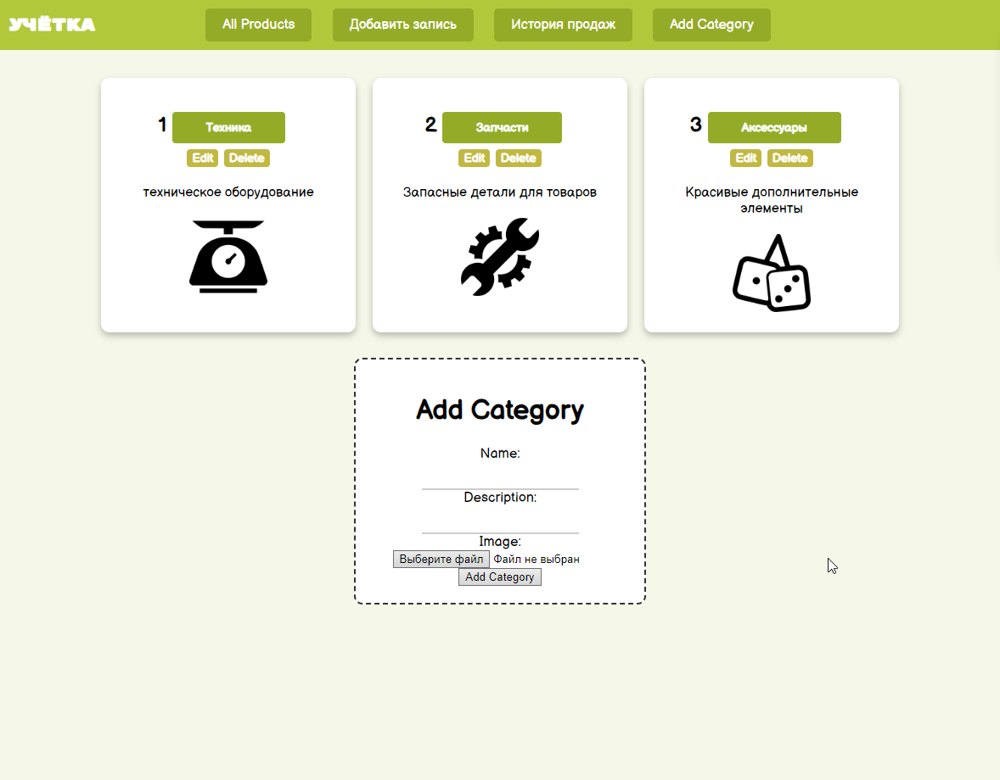 УЧЁТКА All Products Добавить запись История продаж Add Category
1 Техника
Edit Delete
техническое оборудование
2 Запчасти
Edit Delete
Запасные детали для товаров
3 Аксессуары
Edit Delete
Красивые дополнительные
элементы
Add Category
Name:
Description:
Image:
Выберите файл Файл не выбран
Add Category